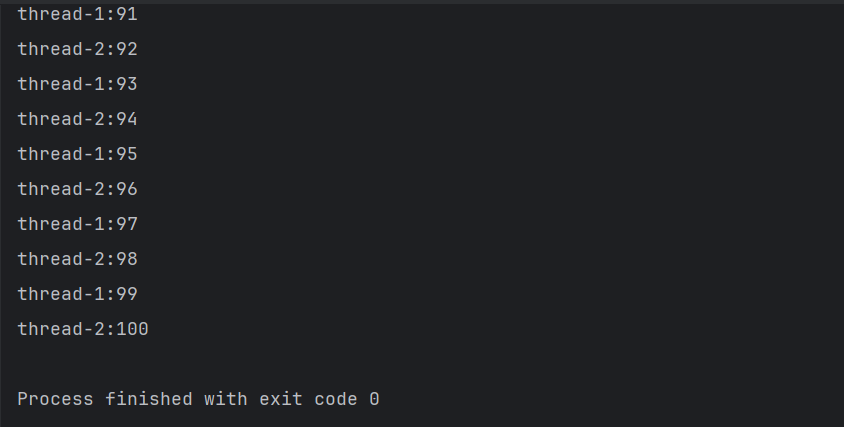 thread-1:91
thread-2:92
thread-1:93
thread-2:94
thread-1:95
thread-2:96
thread-1:97
thread-2:98
thread-1:99
thread-2:100
Process finished with exit code 0